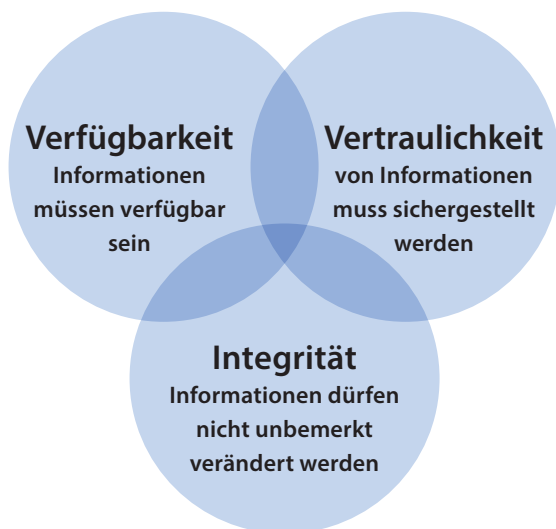 Verfügbarkeit
Informationen
müssen verfügbar
sein
Vertraulichkeit
von Informationen
muss sichergestellt
werden
Integrität
Informationen dürfen
nicht unbemerkt
verändert werden